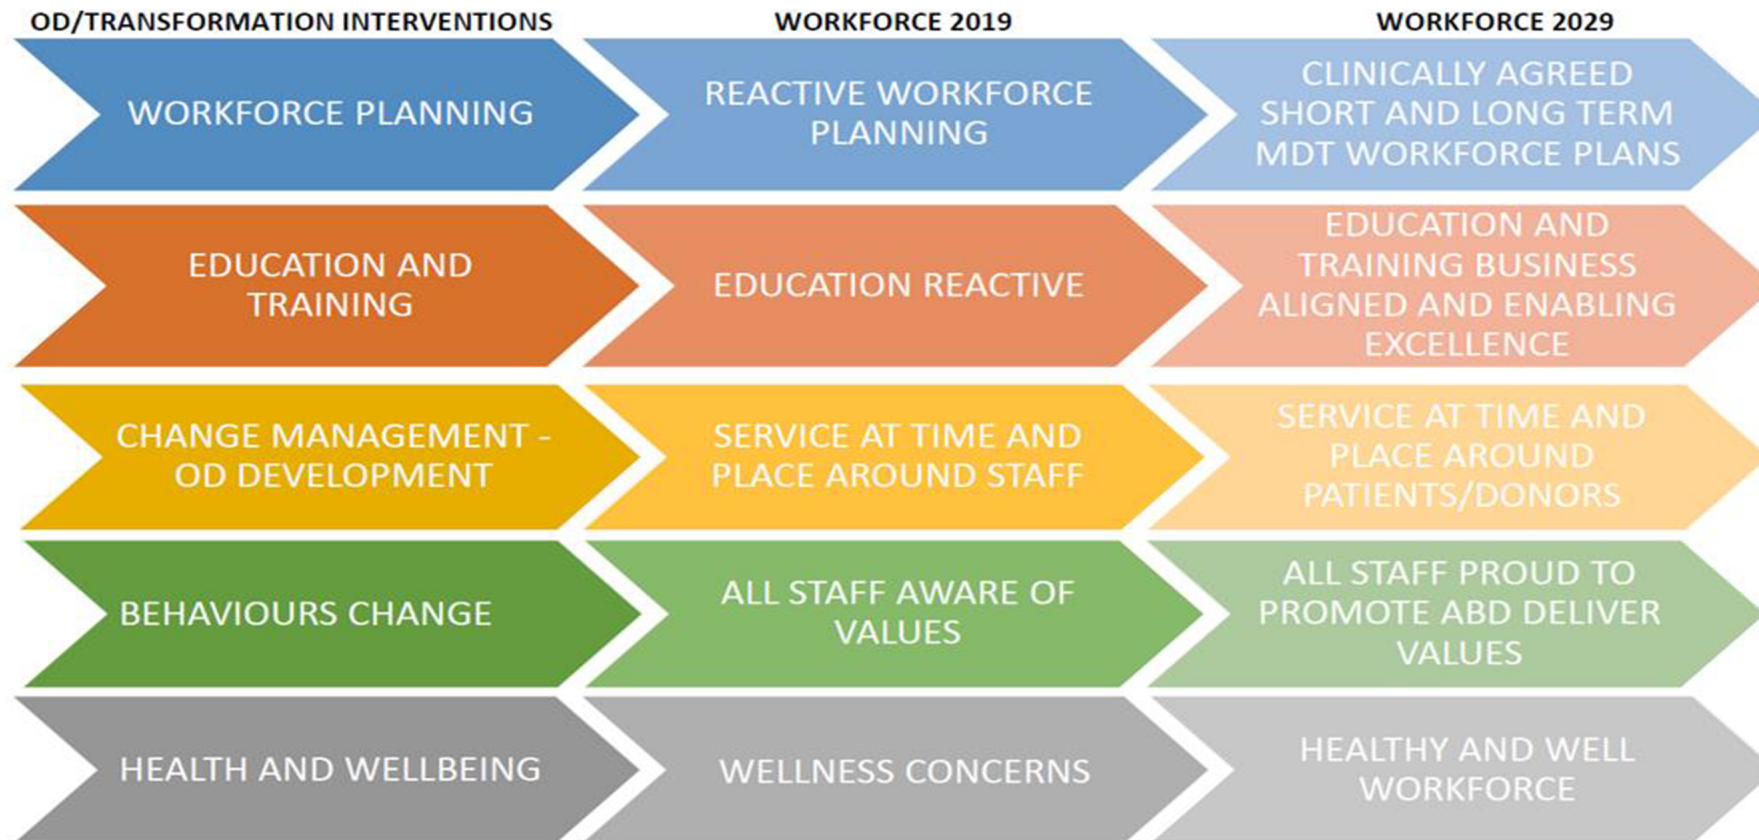 OD/TRANSFORMATION INTERVENTIONS
WORKFORCE 2019
WORKFORCE 2029
WORKFORCE PLANNING
REACTIVE WORKFORCE
PLANNING
CLINICALLY AGREED
SHORT AND LONG TERM
MDT WORKFORCE PLANS
EDUCATION AND
TRAINING
EDUCATION REACTIVE
EDUCATION AND
TRAINING BUSINESS
ALIGNED AND ENABLING
EXCELLENCE
CHANGE MANAGEMENT -
OD DEVELOPMENT
SERVICE AT TIME AND
PLACE AROUND STAFF
SERVICE AT TIME AND
PLACE AROUND
PATIENTS/DONORS
BEHAVIOURS CHANGE
ALL STAFF AWARE OF
VALUES
ALL STAFF PROUD TO
PROMOTE ABD DELIVER
VALUES
HEALTH AND WELLBEING
WELLNESS CONCERNS
HEALTHY AND WELL
WORKFORCE